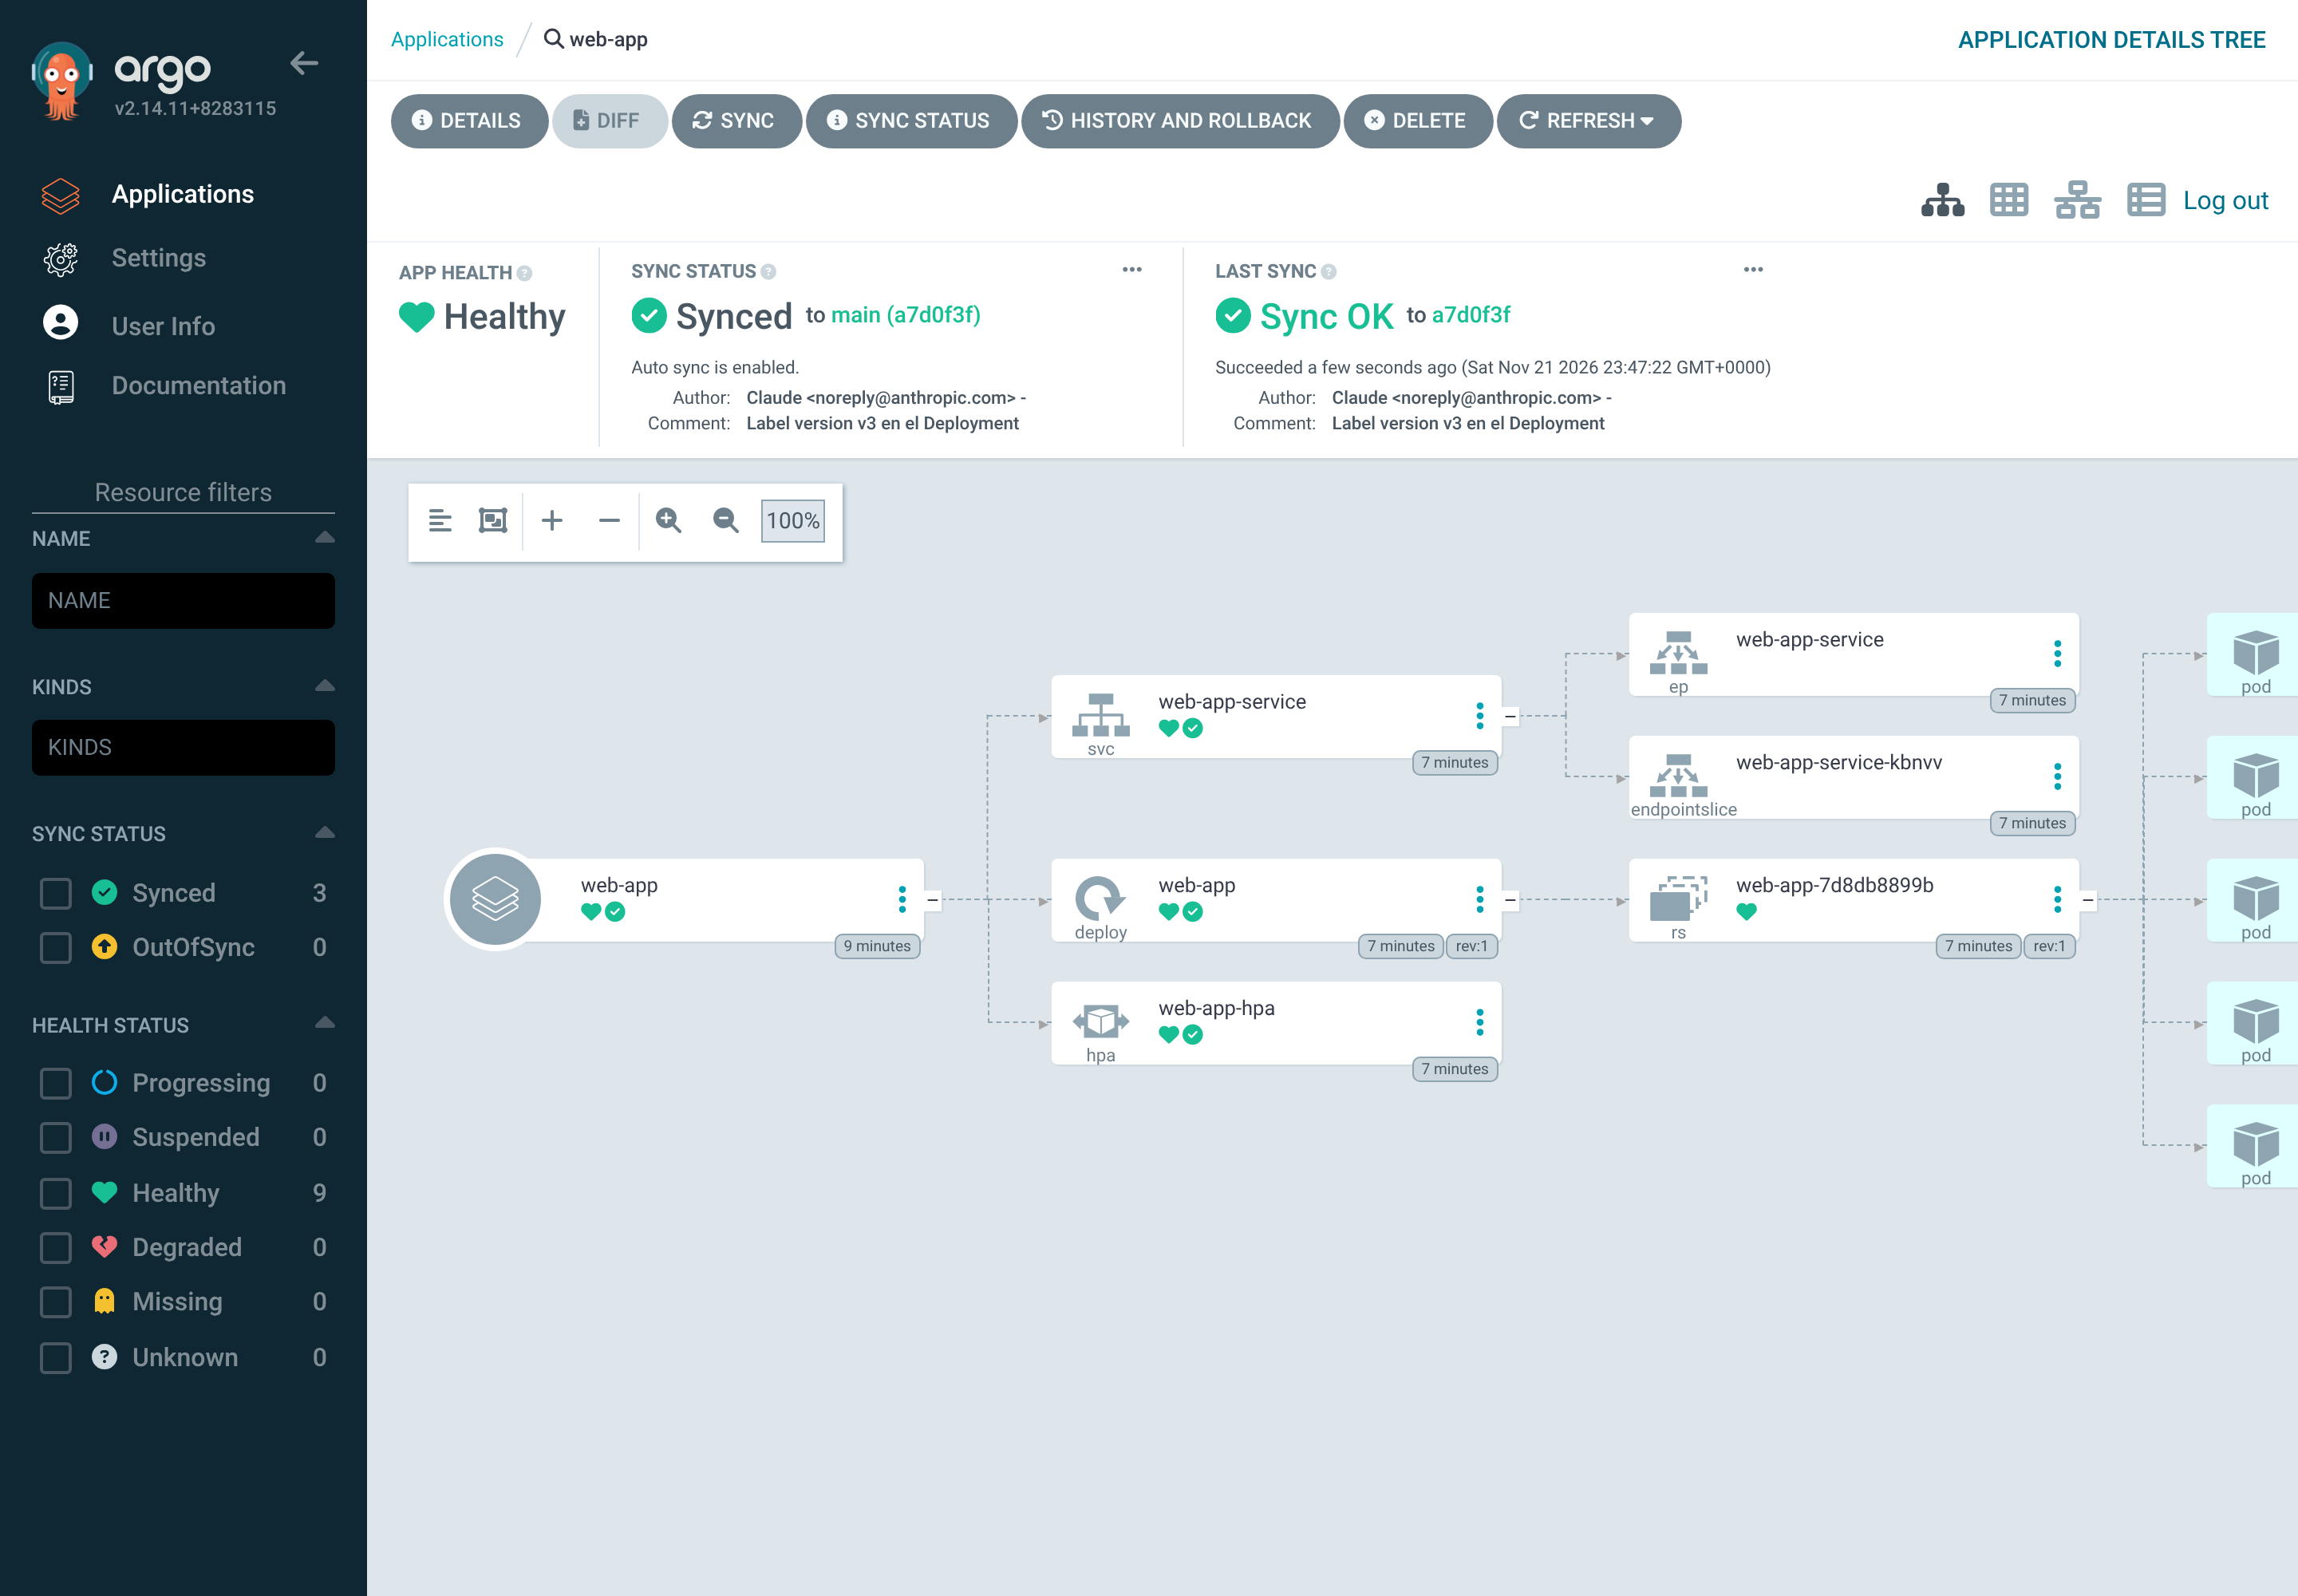 argo
v2.14.11+8283115
Applications
Settings
User Info
Documentation
Resource filters
NAME
NAME
KINDS
KINDS
SYNC STATUS
Synced 3
OutOfSync 0
HEALTH STATUS
Progressing 0
Suspended 0
Healthy 9
Degraded 0
Missing 0
Unknown 0
Applications / web-app
APPLICATION DETAILS TREE
DETAILS DIFF SYNC SYNC STATUS HISTORY AND ROLLBACK DELETE REFRESH
Log out
APP HEALTH
Healthy
SYNC STATUS
Synced to main (a7d0f3f)
Auto sync is enabled.
Author: Claude <noreply@anthropic.com> -
Comment: Label version v3 en el Deployment
LAST SYNC
Sync OK to a7d0f3f
Succeeded a few seconds ago (Sat Nov 21 2026 23:47:22 GMT+0000)
Author: Claude <noreply@anthropic.com> -
Comment: Label version v3 en el Deployment
100%
web-app
9 minutes
web-app-service
svc
7 minutes
web-app
deploy
7 minutes rev:1
web-app-hpa
hpa
7 minutes
web-app-service
ep
7 minutes
web-app-service-kbnvv
endpointslice
7 minutes
web-app-7d8db8899b
rs
7 minutes rev:1
pod
pod
pod
pod
pod